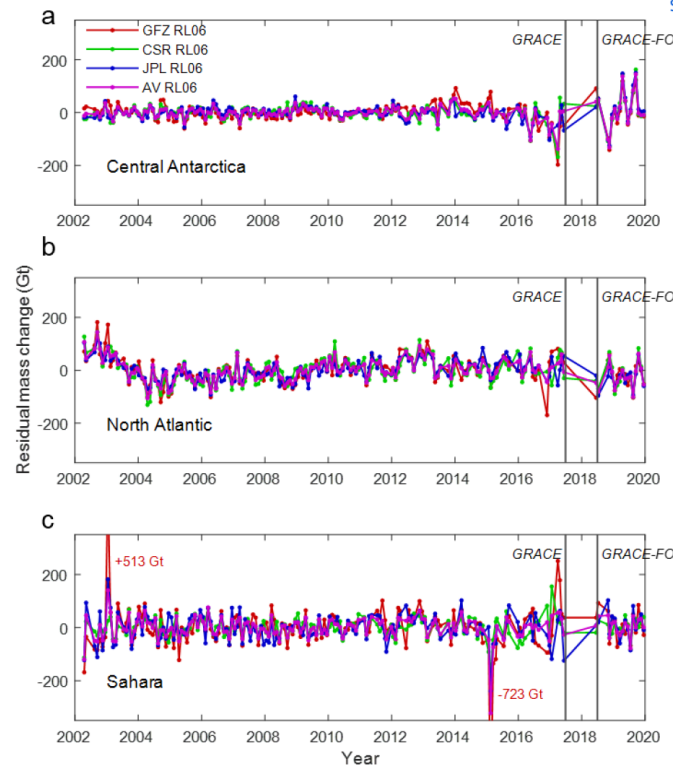 a
GFZ RL06
CSR RL06
JPL RL06
AV RL06
GRACE
GRACE-FO
200
0
-200
Central Antarctica
2002 2004 2006 2008 2010 2012 2014 2016 2018 2020
b
GRACE
GRACE-FO
200
0
-200
North Atlantic
2002 2004 2006 2008 2010 2012 2014 2016 2018 2020
Residual mass change (Gt)
c
GRACE
GRACE-FO
+513 Gt
200
0
-200
Sahara
-723 Gt
2002 2004 2006 2008 2010 2012 2014 2016 2018 2020
Year